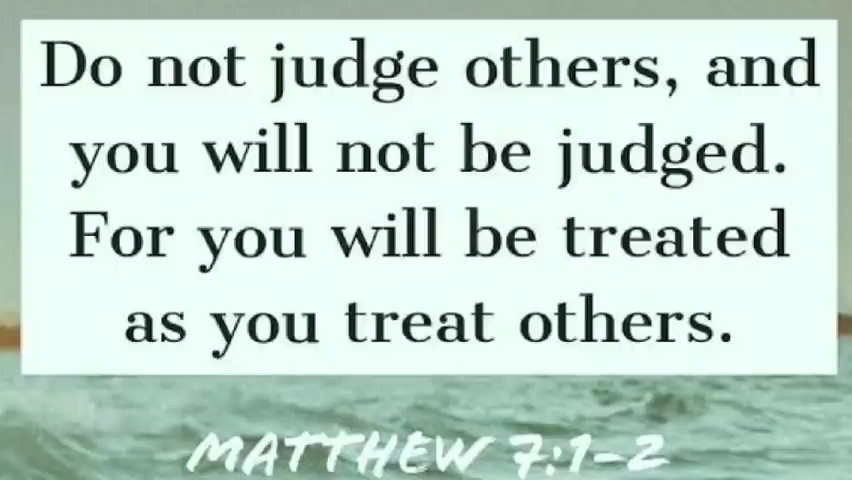 Do not judge others, and
you will not be judged.
For you will be treated
as you treat others.
MATTHEW 7:1-2